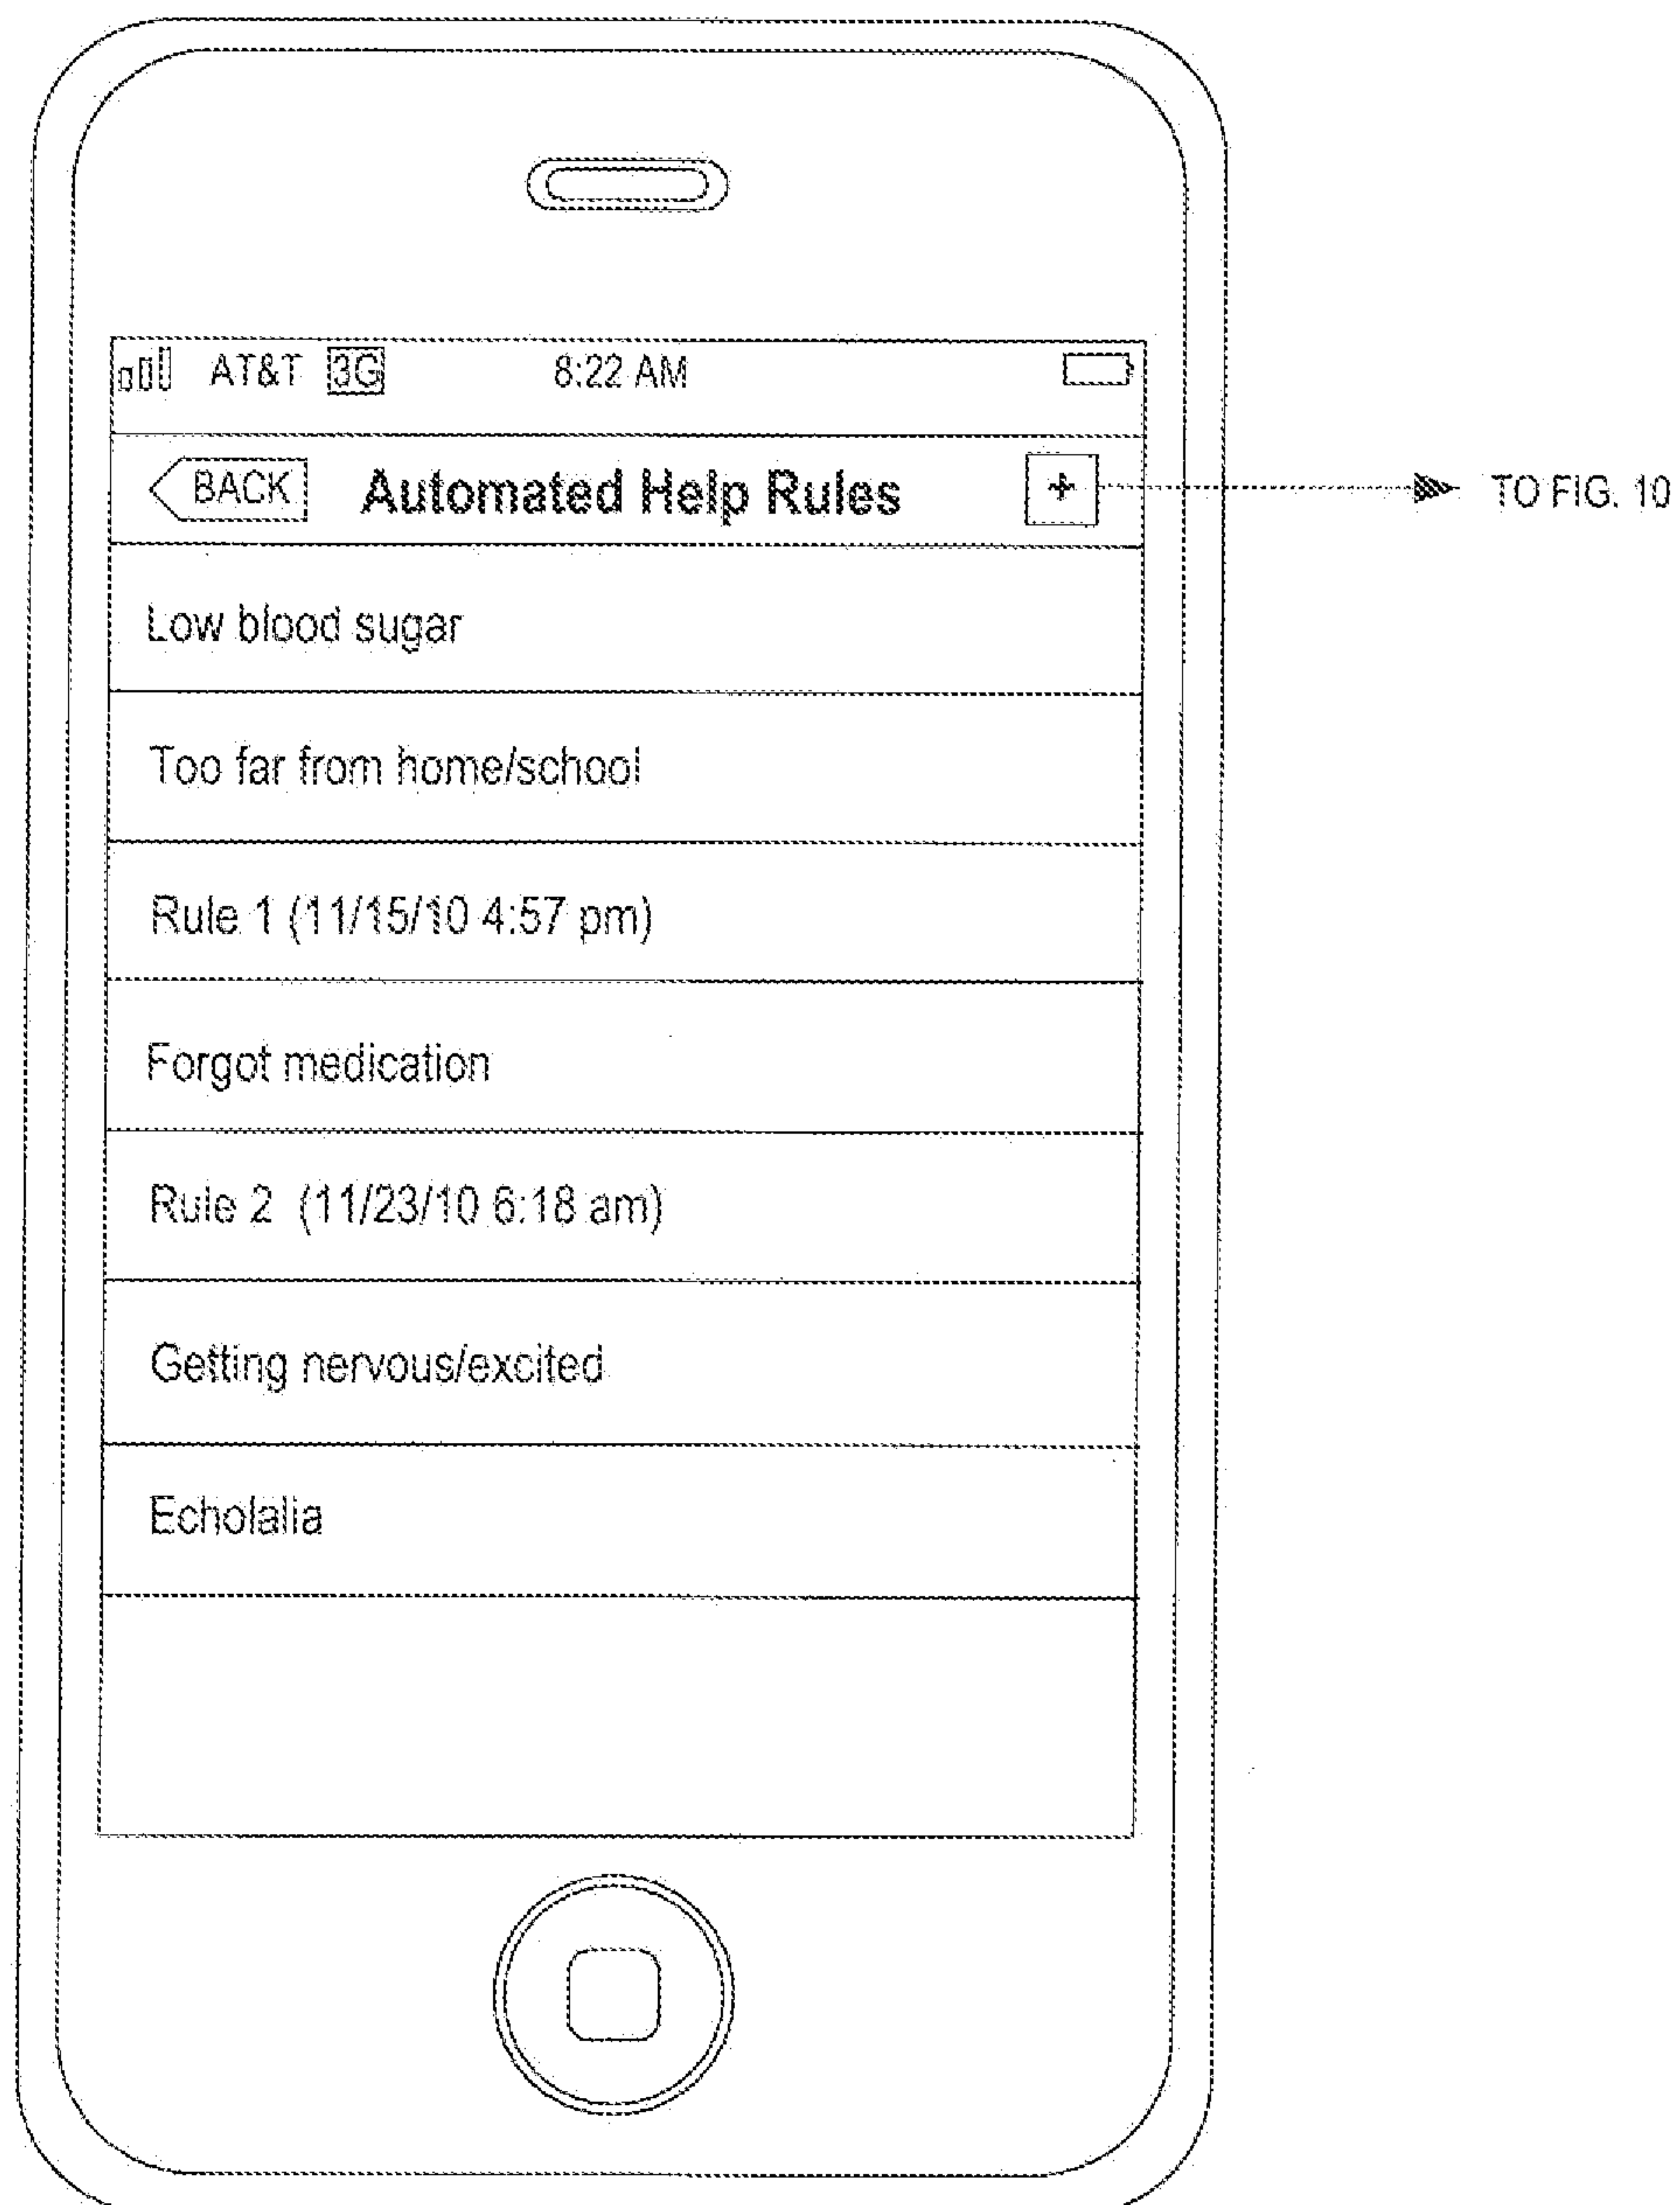 AT&T 3G 8:22 AM
BACK Automated Help Rules + TO FIG. 10
Low blood sugar
Too far from home/school
Rule 1 (11/15/10 4:57 pm)
Forgot medication
Rule 2 (11/23/10 6:18 am)
Getting nervous/excited
Echolalia